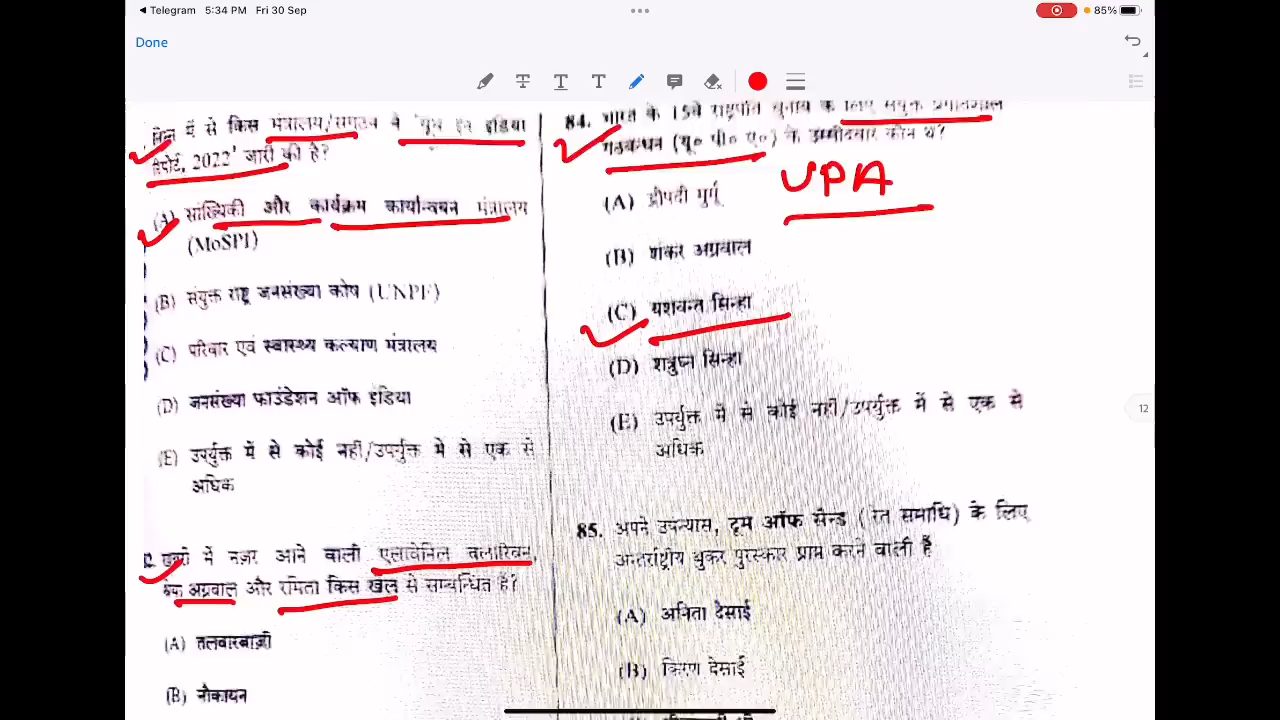 Telegram 5:34 PM Fri 30 Sep
85%
Done
में से किस मंत्रालय/संगठन ने 'यूथ इन इंडिया
रिपोर्ट, 2022' जारी की है?
(A) सांख्यिकी और कार्यक्रम कार्यान्वयन मंत्रालय
(MoSPI)
(B) संयुक्त राष्ट्र जनसंख्या कोष (UNPF)
(C) परिवार एवं स्वास्थ्य कल्याण मंत्रालय
(D) जनसंख्या फाउंडेशन ऑफ इंडिया
(E) उपर्युक्त में से कोई नहीं/उपर्युक्त में से एक से
अधिक
में नज़र आने वाली एलावेनिल वलारिवन,
अग्रवाल और रमिता किस खेल से सम्बन्धित हैं?
(A) तलवारबाज़ी
(B) नौकायन
84. भारत के 15वें राष्ट्रपति चुनाव के लिए संयुक्त प्रगतिशील
गठबन्धन (यू० पी० ए०) के उम्मीदवार कौन थे?
UPA
(A) द्रौपदी मुर्मू
(B) शंकर अग्रवाल
(C) यशवन्त सिन्हा
(D) शत्रुघ्न सिन्हा
(E) उपर्युक्त में से कोई नहीं/उपर्युक्त में से एक से
अधिक
12
85. अपने उपन्यास, टूम ऑफ सैन्ड (रेत समाधि) के लिए
अन्तर्राष्ट्रीय बुकर पुरस्कार प्राप्त करने वाली हैं
(A) अनिता देसाई
(B) किरण देसाई